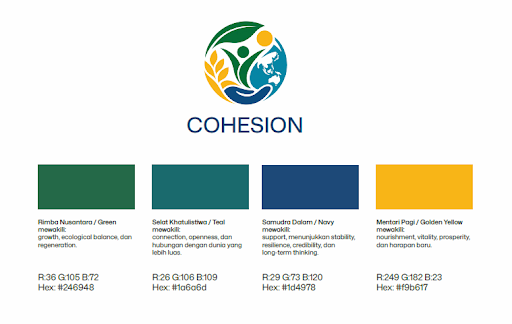 COHESION
Rimba Nusantara / Green
mewakili:
growth, ecological balance, dan
regeneration.
R:36 G:105 B:72
Hex: #246948
Selat Khatulistiwa / Teal
mewakili:
connection, openness, dan
hubungan dengan dunia yang
lebih luas.
R:26 G:106 B:109
Hex: #1a6a6d
Samudra Dalam / Navy
mewakili:
support, menunjukkan stability,
resilience, credibility, dan
long-term thinking.
R:29 G:73 B:120
Hex: #1d4978
Mentari Pagi / Golden Yellow
mewakili:
nourishment, vitality, prosperity,
dan harapan baru.
R:249 G:182 B:23
Hex: #f9b617